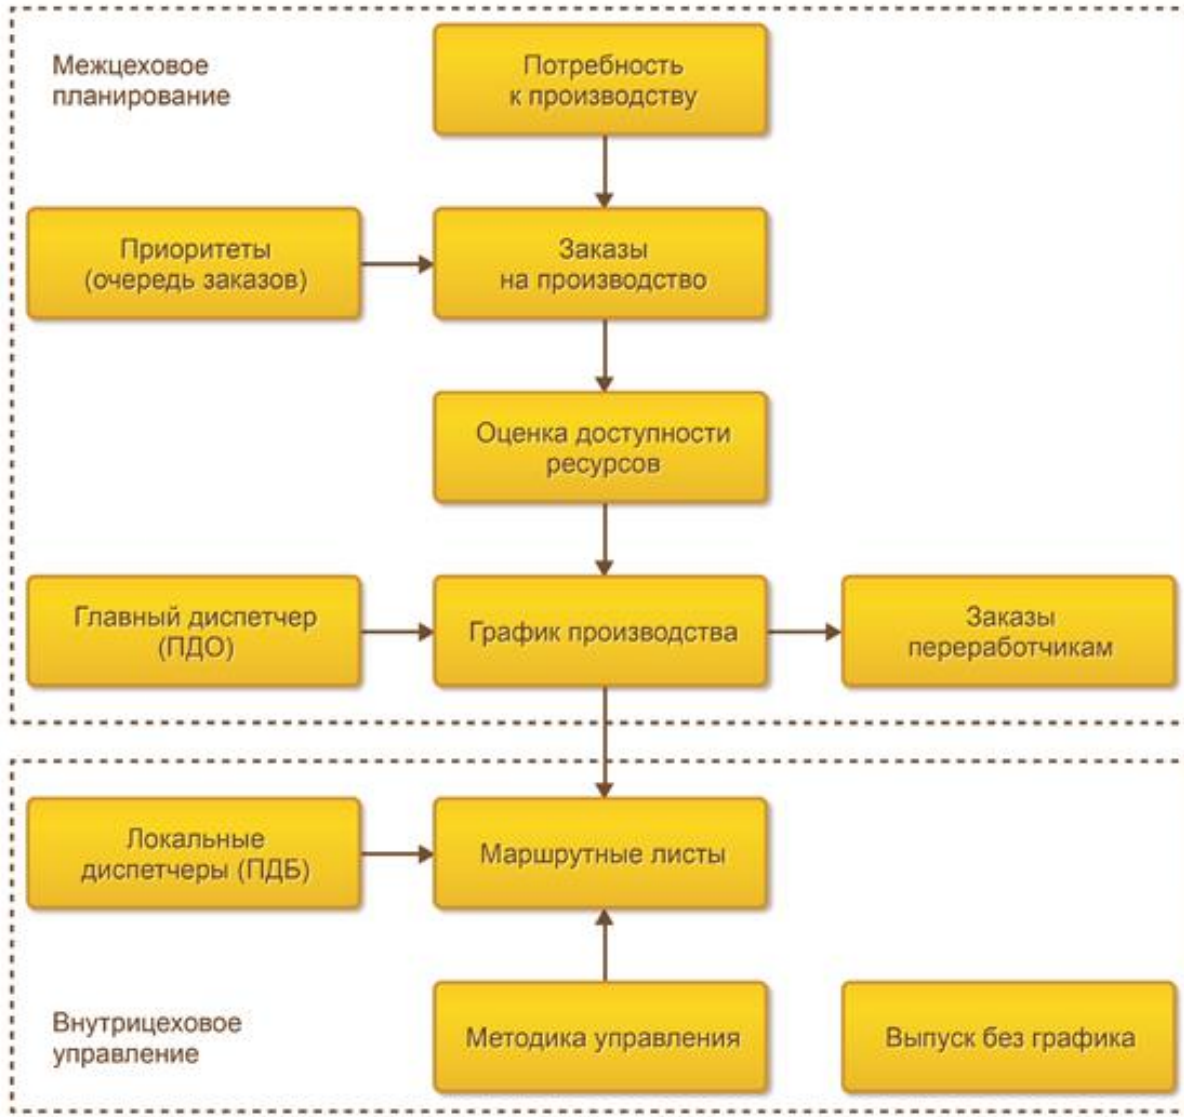 Межцеховое
планирование
Потребность
к производству
Приоритеты
(очередь заказов)
Заказы
на производство
Оценка доступности
ресурсов
Главный диспетчер
(ПДО)
График производства
Заказы
переработчикам
Локальные
диспетчеры (ПДБ)
Маршрутные листы
Внутрицеховое
управление
Методика управления
Выпуск без графика